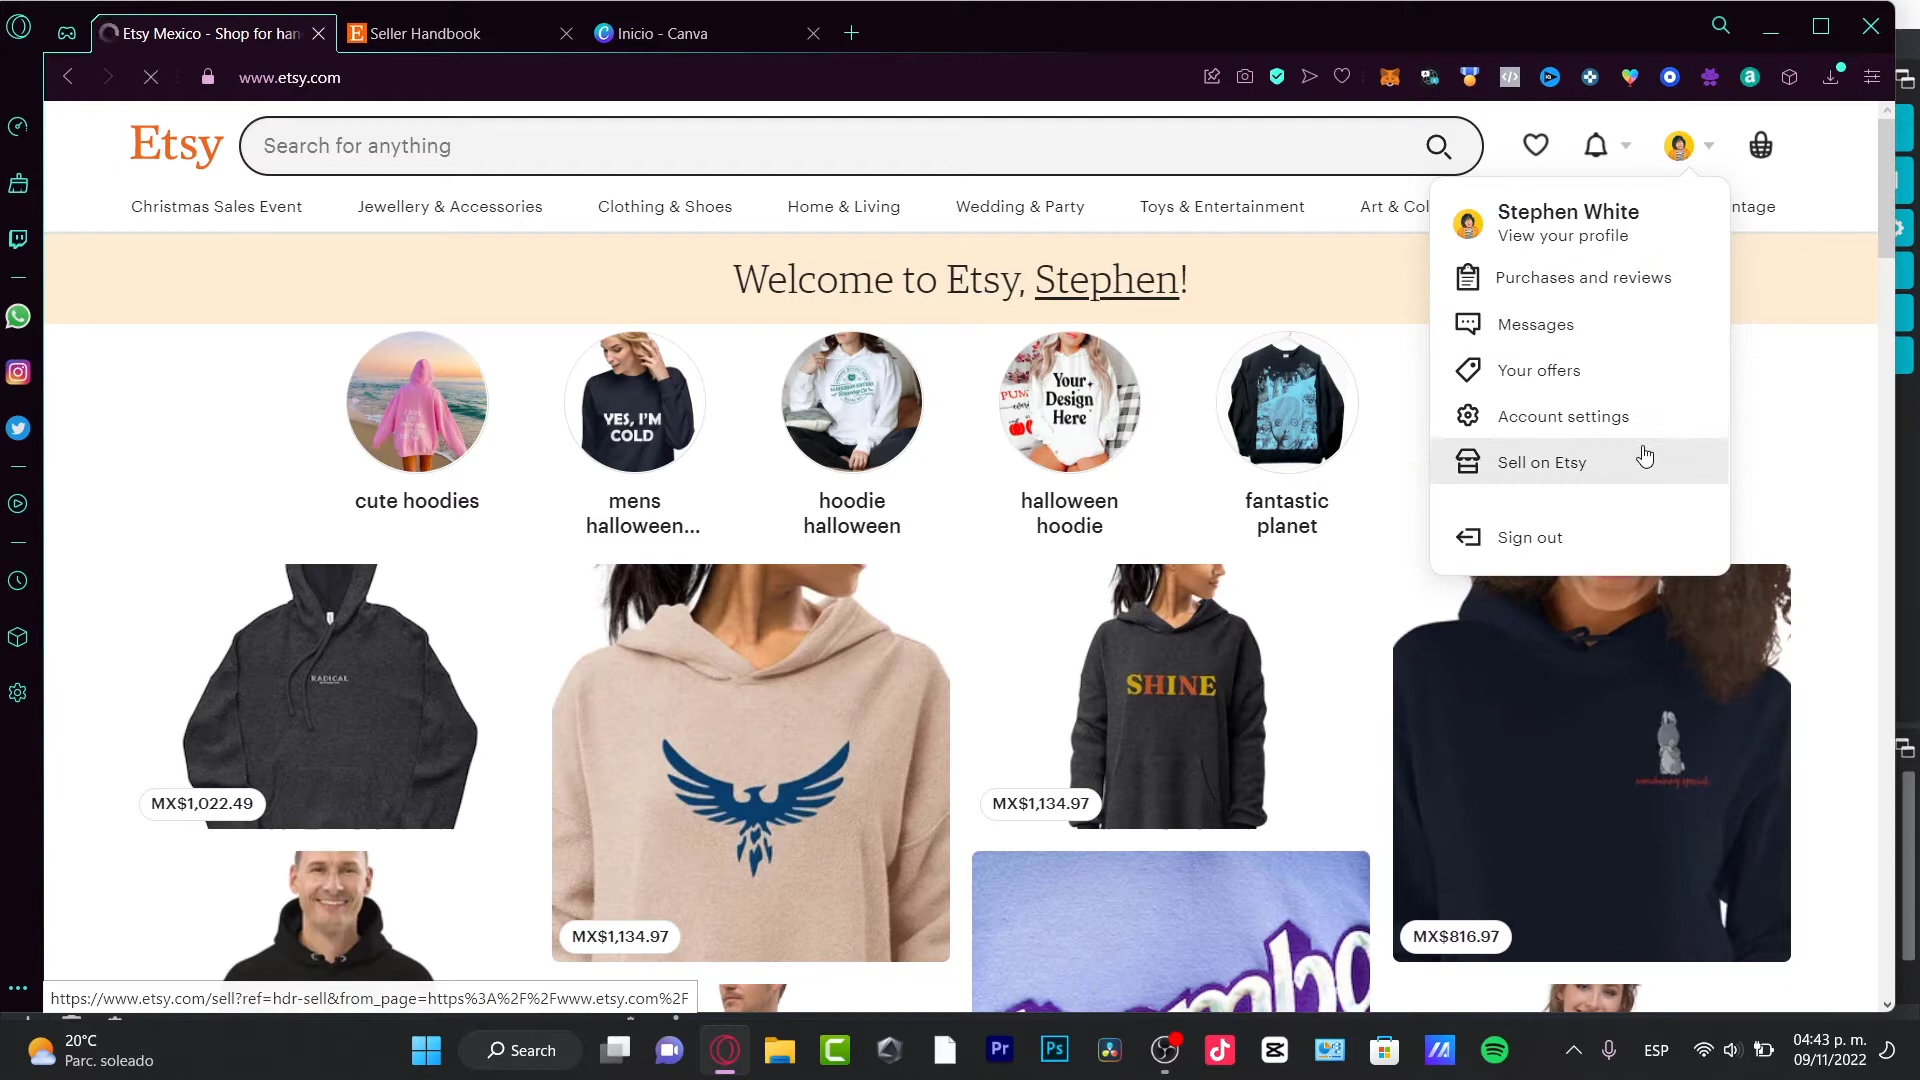 Etsy Mexico - Shop for han
Seller Handbook
Inicio - Canva
www.etsy.com
Etsy
Search for anything
Christmas Sales Event
Jewellery & Accessories
Clothing & Shoes
Home & Living
Wedding & Party
Toys & Entertainment
Art & Col
ntage
Stephen White
View your profile
Purchases and reviews
Messages
Your offers
Account settings
Sell on Etsy
Sign out
Welcome to Etsy, Stephen!
YES, I'M
COLD
Your
Design
Here
cute hoodies
mens
halloween...
hoodie
halloween
halloween
hoodie
fantastic
planet
RADICAL
SHINE
MX$1,022.49
MX$1,134.97
MX$1,134.97
MX$816.97
https://www.etsy.com/sell?ref=hdr-sell&from_page=https%3A%2F%2Fwww.etsy.com%2F
20°C
Parc. soleado
Search
Pr
Ps
ESP
04:43 p. m.
09/11/2022